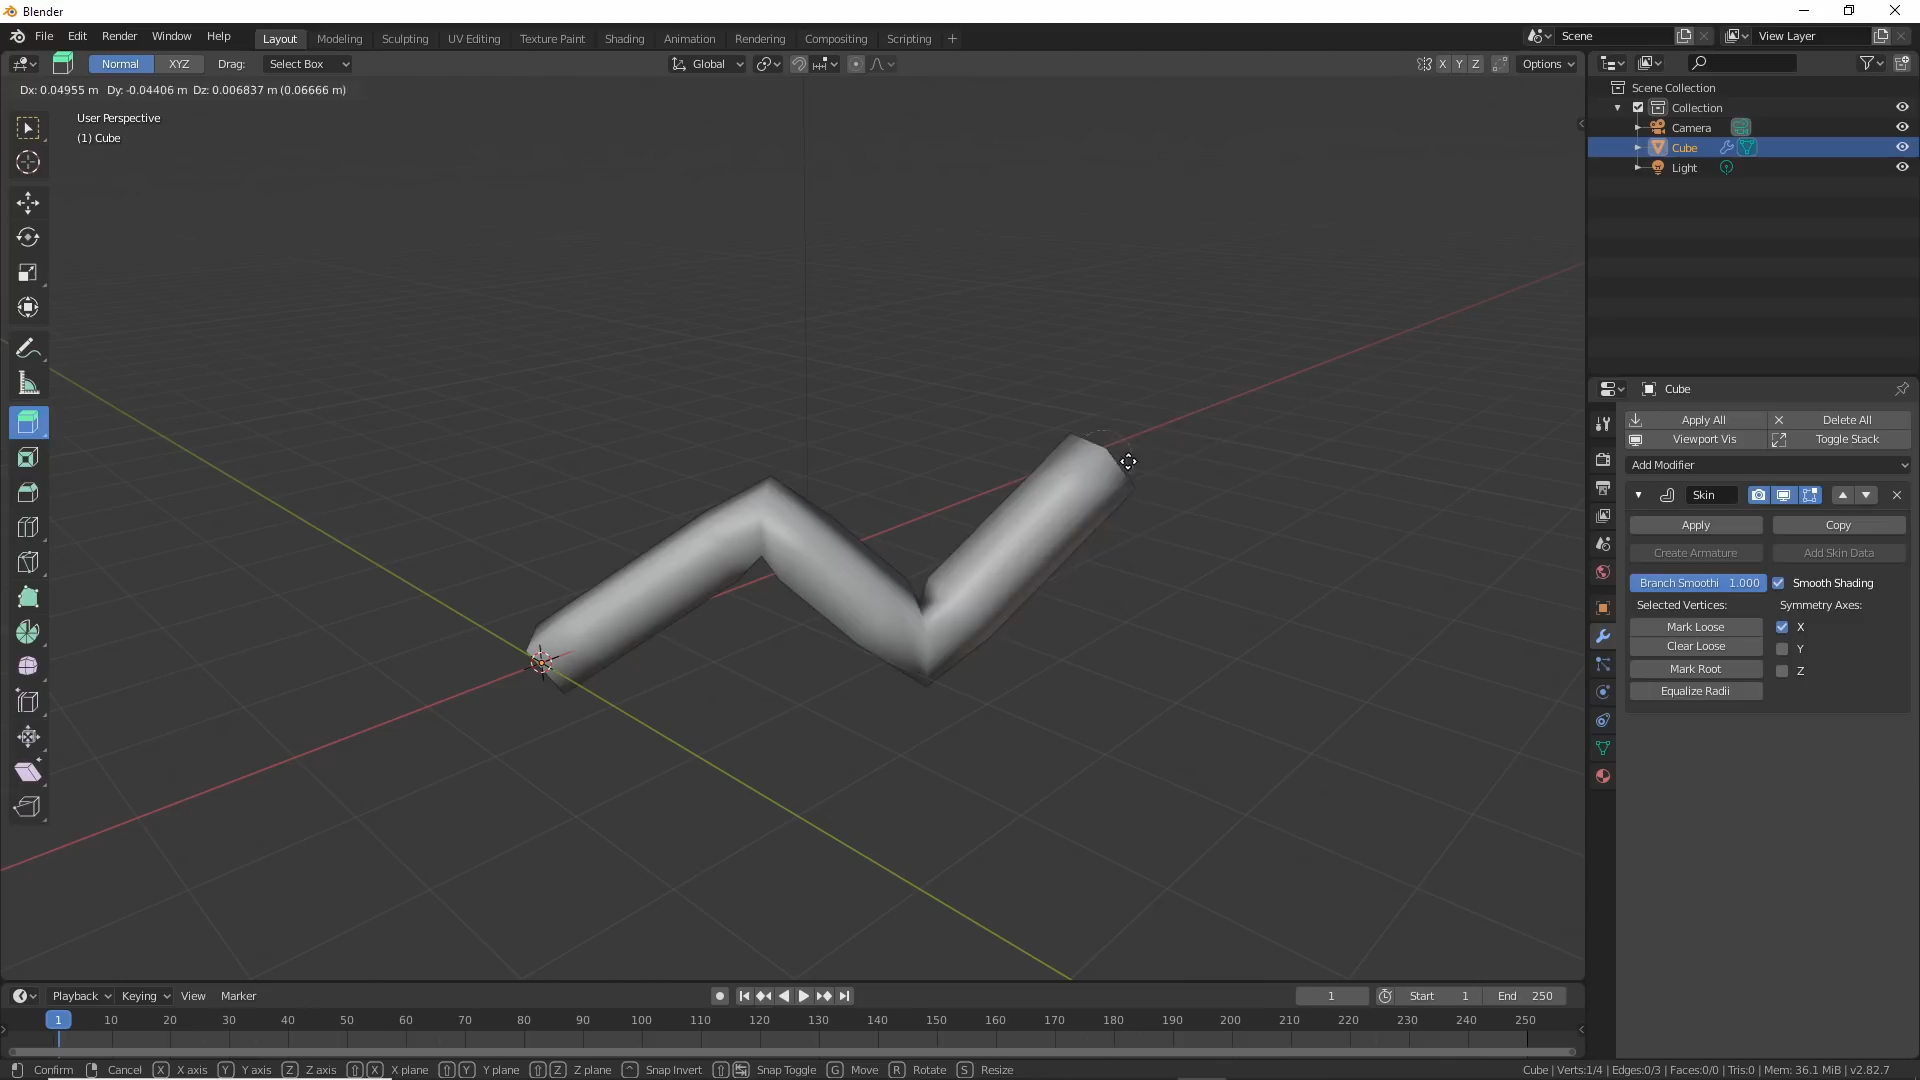 Blender
File Edit Render Window Help
Layout Modeling Sculpting UV Editing Texture Paint Shading Animation Rendering Compositing Scripting +
Scene
View Layer
Normal XYZ Drag: Select Box
Global
X Y Z Options
Dx: 0.04955 m Dy: -0.04406 m Dz: 0.006837 m (0.06666 m)
User Perspective
(1) Cube
Scene Collection
Collection
Camera
Cube
Light
Cube
Apply All Delete All
Viewport Vis Toggle Stack
Add Modifier
Skin
Apply Copy
Create Armature Add Skin Data
Branch Smoothi 1.000 Smooth Shading
Selected Vertices: Symmetry Axes:
Mark Loose X
Clear Loose Y
Mark Root Z
Equalize Radii
Playback Keying View Marker
1 Start 1 End 250
1 10 20 30 40 50 60 70 80 90 100 110 120 130 140 150 160 170 180 190 200 210 220 230 240 250
Confirm Cancel X X axis Y Y axis Z Z axis X X plane Y Y plane Z Z plane Snap Invert Snap Toggle G Move R Rotate S Resize
Cube | Verts:1/4 | Edges:0/3 | Faces:0/0 | Tris:0 | Mem: 36.1 MiB | v2.82.7